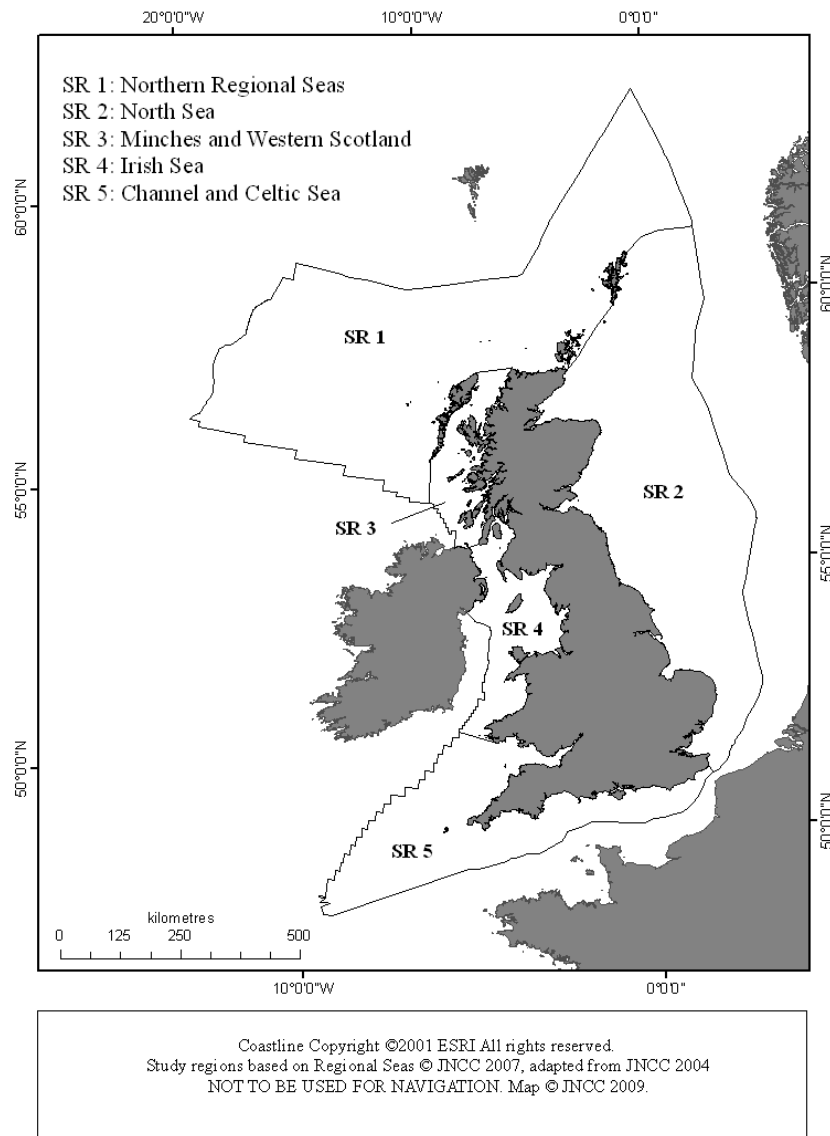 20°0'0"W 10°0'0"W 0°0'0"
SR 1: Northern Regional Seas
SR 2: North Sea
SR 3: Minches and Western Scotland
SR 4: Irish Sea
SR 5: Channel and Celtic Sea
60°0'0"N
60°0'0"N
SR 1
SR 2
55°0'0"N
SR 3
55°0'0"N
SR 4
50°0'0"N
50°0'0"N
SR 5
kilometres
0 125 250 500
10°0'0"W 0°0'0"
Coastline Copyright ©2001 ESRI All rights reserved.
Study regions based on Regional Seas © JNCC 2007, adapted from JNCC 2004
NOT TO BE USED FOR NAVIGATION. Map © JNCC 2009.